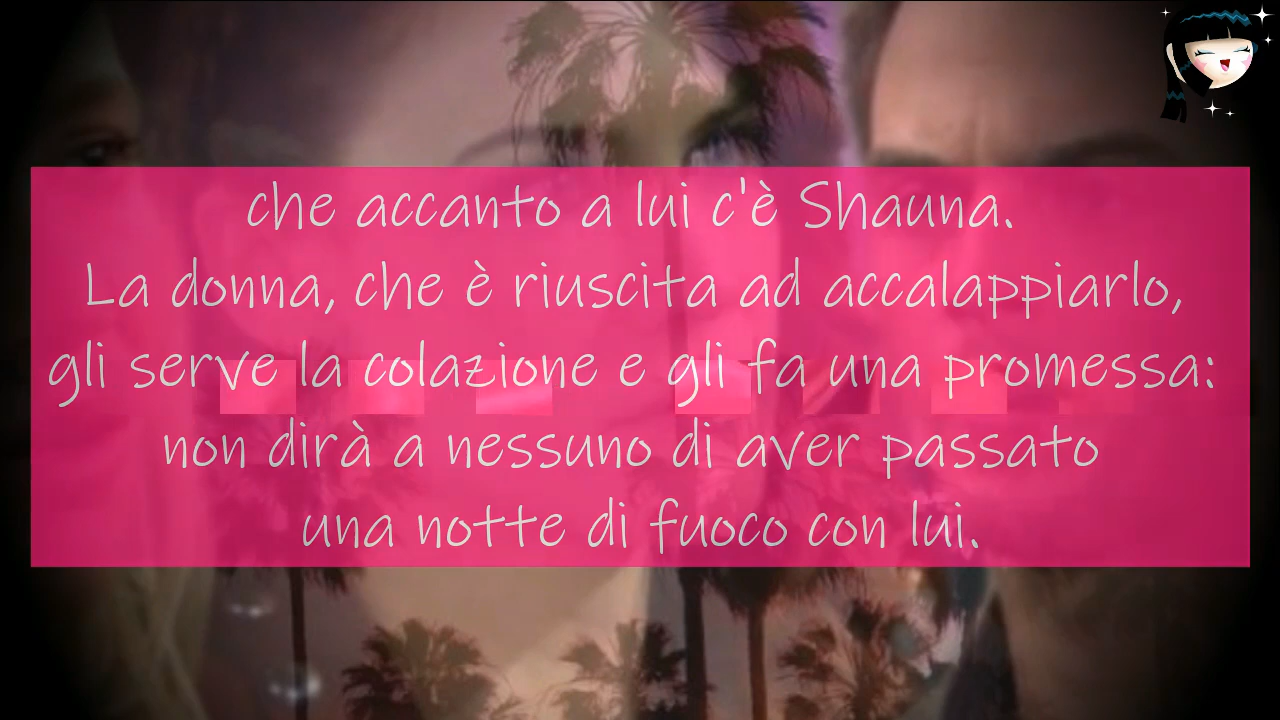 che accanto a lui c'è Shauna.
La donna, che è riuscita ad accalappiarlo,
gli serve la colazione e gli fa una promessa:
non dirà a nessuno di aver passato
una notte di fuoco con lui.